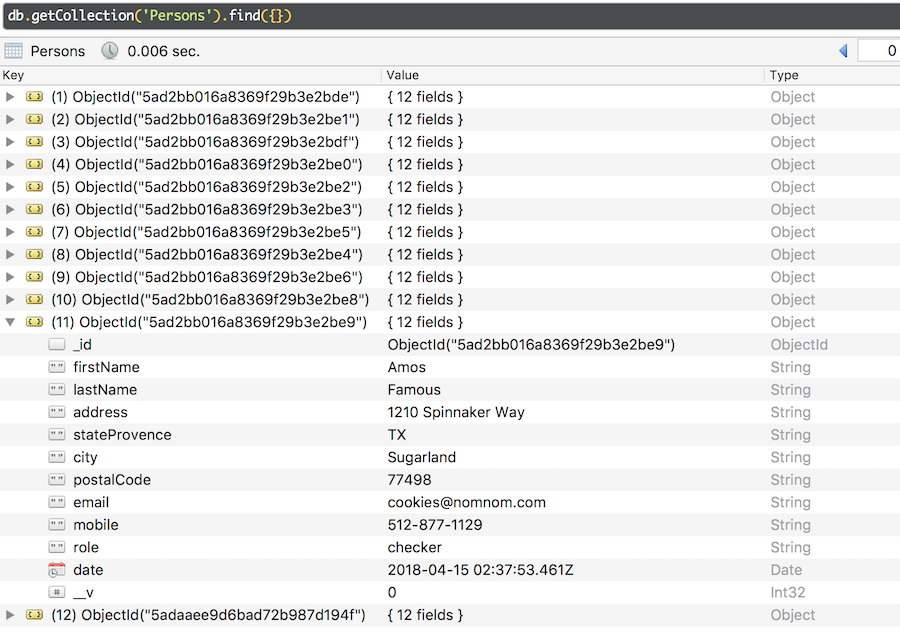 db.getCollection('Persons').find({})
Persons 0.006 sec. 0
Key Value Type
(1) ObjectId("5ad2bb016a8369f29b3e2bde") { 12 fields } Object
(2) ObjectId("5ad2bb016a8369f29b3e2be1") { 12 fields } Object
(3) ObjectId("5ad2bb016a8369f29b3e2bdf") { 12 fields } Object
(4) ObjectId("5ad2bb016a8369f29b3e2be0") { 12 fields } Object
(5) ObjectId("5ad2bb016a8369f29b3e2be2") { 12 fields } Object
(6) ObjectId("5ad2bb016a8369f29b3e2be3") { 12 fields } Object
(7) ObjectId("5ad2bb016a8369f29b3e2be5") { 12 fields } Object
(8) ObjectId("5ad2bb016a8369f29b3e2be4") { 12 fields } Object
(9) ObjectId("5ad2bb016a8369f29b3e2be6") { 12 fields } Object
(10) ObjectId("5ad2bb016a8369f29b3e2be8") { 12 fields } Object
(11) ObjectId("5ad2bb016a8369f29b3e2be9") { 12 fields } Object
_id ObjectId("5ad2bb016a8369f29b3e2be9") ObjectId
firstName Amos String
lastName Famous String
address 1210 Spinnaker Way String
stateProvence TX String
city Sugarland String
postalCode 77498 String
email cookies@nomnom.com String
mobile 512-877-1129 String
role checker String
date 2018-04-15 02:37:53.461Z Date
__v 0 Int32
(12) ObjectId("5adaaee9d6bad72b987d194f") { 12 fields } Object